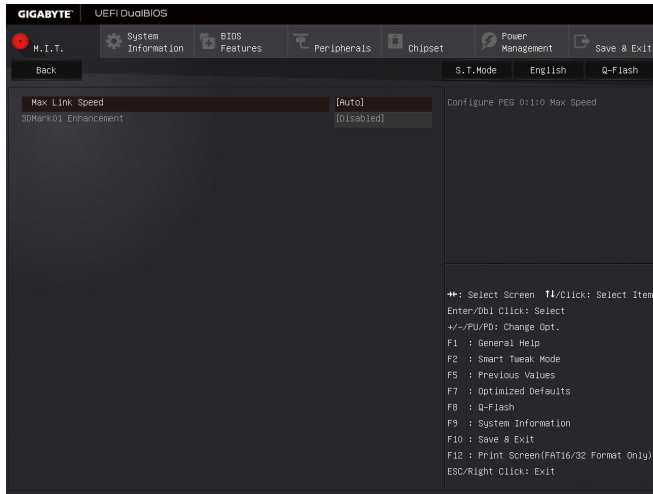 GIGABYTE™ UEFI DualBIOS
M.I.T.
System Information
BIOS Features
Peripherals
Chipset
Power Management
Save & Exit
Back
S.T.Mode English Q-Flash
Max Link Speed [Auto]
3DMark01 Enhancement [Disabled]
Configure PEG 0:1:0 Max Speed
→←: Select Screen ↑↓/Click: Select Item
Enter/Dbl Click: Select
+/-/PU/PD: Change Opt.
F1 : General Help
F2 : Smart Tweak Mode
F5 : Previous Values
F7 : Optimized Defaults
F8 : Q-Flash
F9 : System Information
F10 : Save & Exit
F12 : Print Screen(FAT16/32 Format Only)
ESC/Right Click: Exit